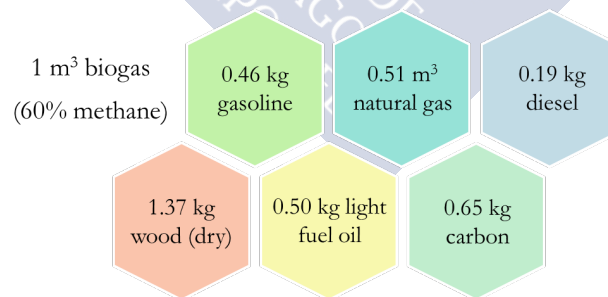 1 m³ biogas
(60% methane)
0.46 kg
gasoline
0.51 m³
natural gas
0.19 kg
diesel
1.37 kg
wood (dry)
0.50 kg light
fuel oil
0.65 kg
carbon